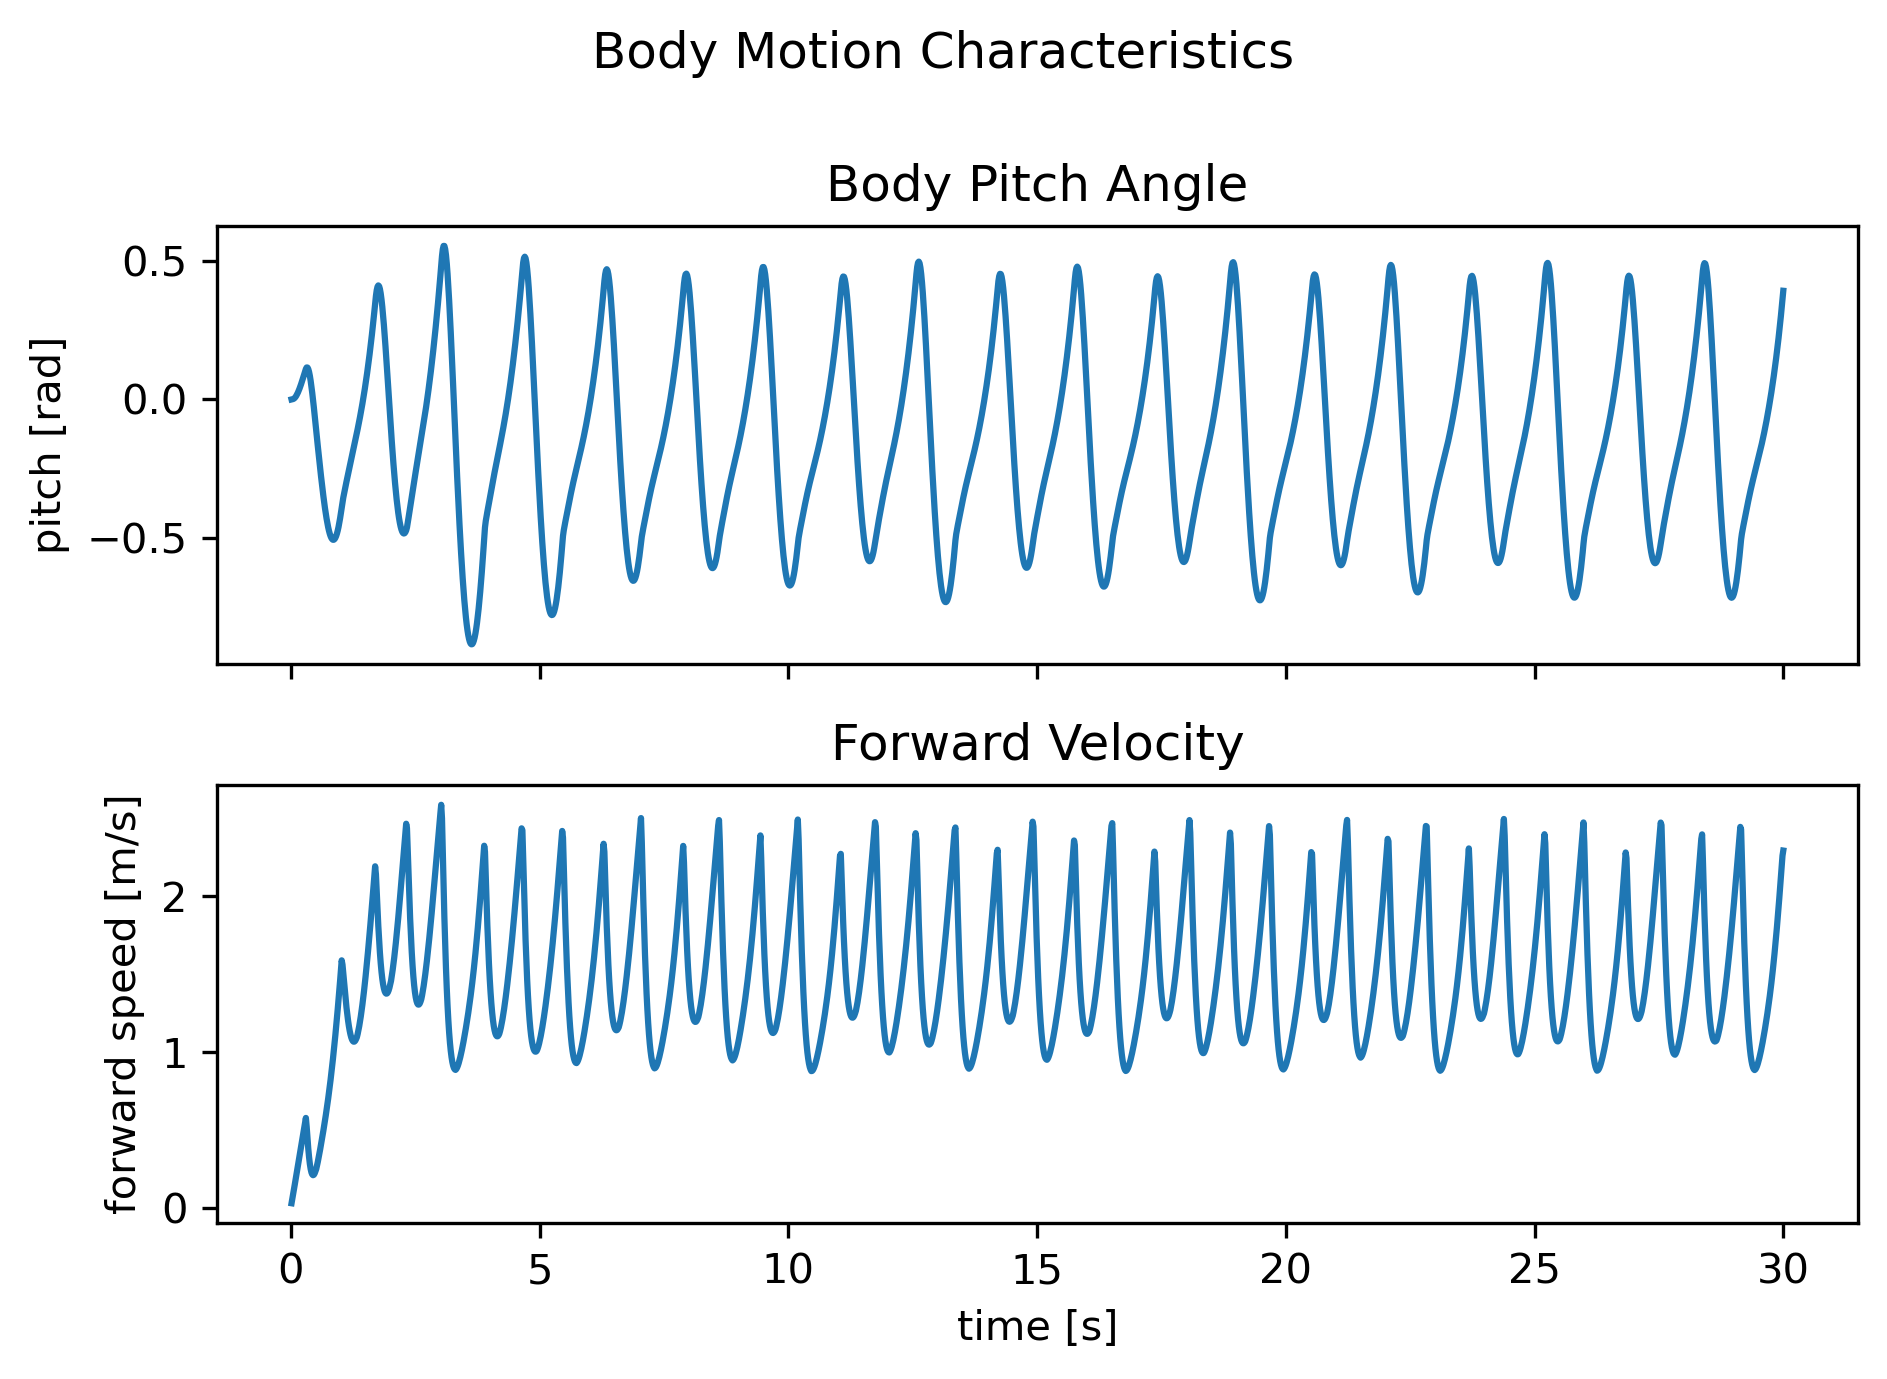 Body Motion Characteristics
Body Pitch Angle
0.5
0.0
−0.5
pitch [rad]
Forward Velocity
2
1
0
forward speed [m/s]
0 5 10 15 20 25 30
time [s]